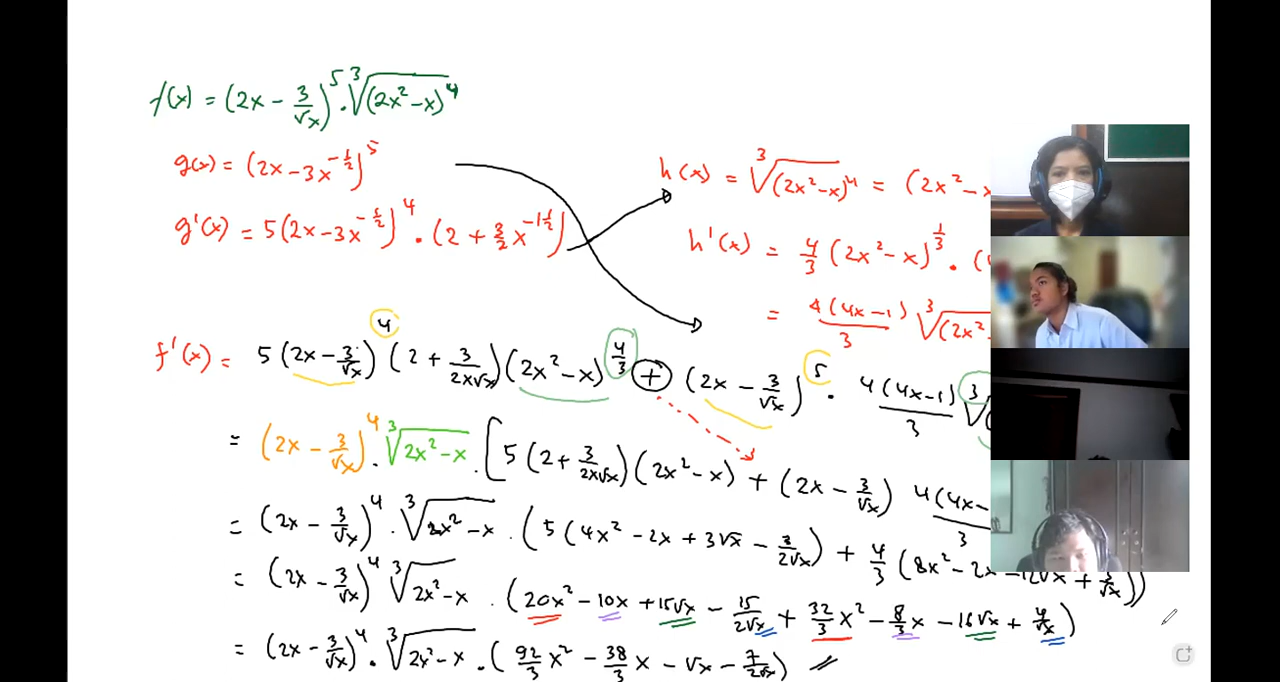 f(x) = (2x - 3/√x)^5 · ∛(2x² - x)^4
g(x) = (2x - 3x^{-1/2})^5
h(x) = ∛(2x² - x)^4 = (2x² - x
g'(x) = 5(2x - 3x^{-1/2})^4 · (2 + 3/2 x^{-1 1/2})
h'(x) = 4/3 (2x² - x)^{1/3} · (
= 4(4x - 1)/3 ∛(2x²
f'(x) = 5(2x - 3/√x)^4 (2 + 3/(2x√x)) (2x² - x)^{4/3} + (2x - 3/√x)^5 · 4(4x - 1)/3 ∛(
= (2x - 3/√x)^4 · ∛(2x² - x) · [5(2 + 3/(2x√x))(2x² - x) + (2x - 3/√x) 4(4x - /3
= (2x - 3/√x)^4 · ∛(2x² - x) · (5(4x² - 2x + 3√x - 3/(2√x)) + 4/3 (8x² - 2x - 12√x + 3/√x))
= (2x - 3/√x)^4 ∛(2x² - x) · (20x² - 10x + 15√x - 15/(2√x) + 32/3 x² - 8/3 x - 16√x + 4/√x)
= (2x - 3/√x)^4 · ∛(2x² - x) · (92/3 x² - 38/3 x - √x - 7/(2√x))